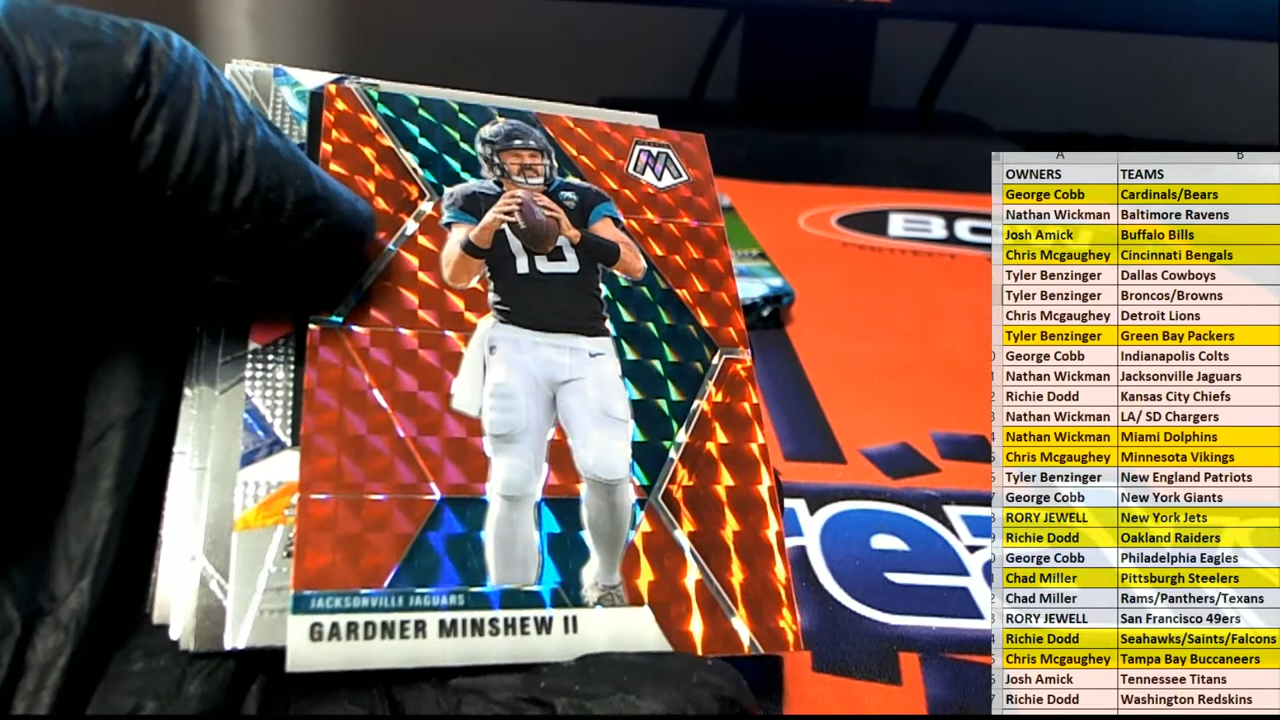 15
JACKSONVILLE JAGUARS
GARDNER MINSHEW II
A B
OWNERS TEAMS
George Cobb Cardinals/Bears
Nathan Wickman Baltimore Ravens
Josh Amick Buffalo Bills
Chris Mcgaughey Cincinnati Bengals
Tyler Benzinger Dallas Cowboys
Tyler Benzinger Broncos/Browns
Chris Mcgaughey Detroit Lions
Tyler Benzinger Green Bay Packers
George Cobb Indianapolis Colts
Nathan Wickman Jacksonville Jaguars
Richie Dodd Kansas City Chiefs
Nathan Wickman LA/ SD Chargers
Nathan Wickman Miami Dolphins
Chris Mcgaughey Minnesota Vikings
Tyler Benzinger New England Patriots
George Cobb New York Giants
RORY JEWELL New York Jets
Richie Dodd Oakland Raiders
George Cobb Philadelphia Eagles
Chad Miller Pittsburgh Steelers
Chad Miller Rams/Panthers/Texans
RORY JEWELL San Francisco 49ers
Richie Dodd Seahawks/Saints/Falcons
Chris Mcgaughey Tampa Bay Buccaneers
Josh Amick Tennessee Titans
Richie Dodd Washington Redskins